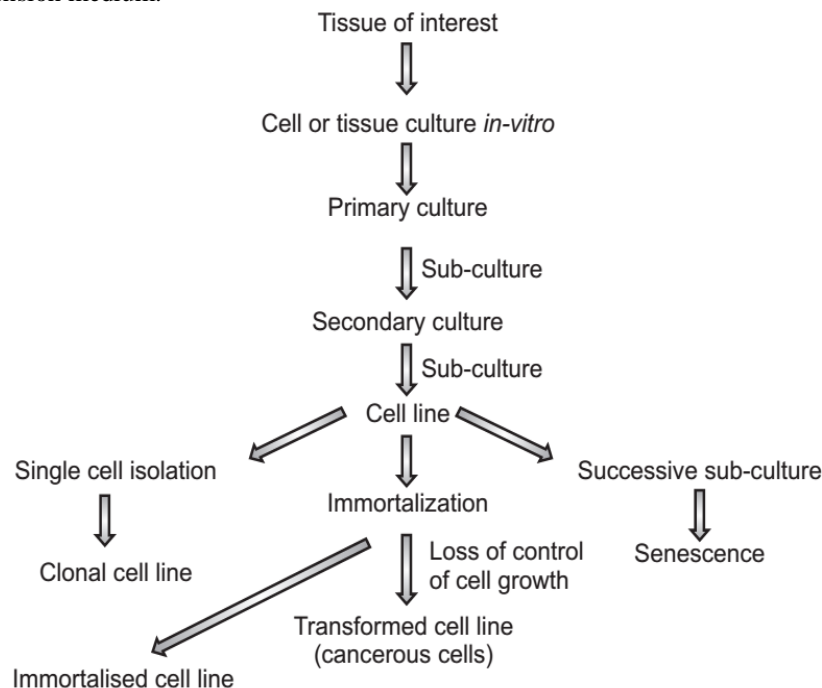 Tissue of interest
Cell or tissue culture in-vitro
Primary culture
Sub-culture
Secondary culture
Sub-culture
Cell line
Single cell isolation
Successive sub-culture
Immortalization
Clonal cell line
Loss of control
of cell growth
Senescence
Transformed cell line
(cancerous cells)
Immortalised cell line